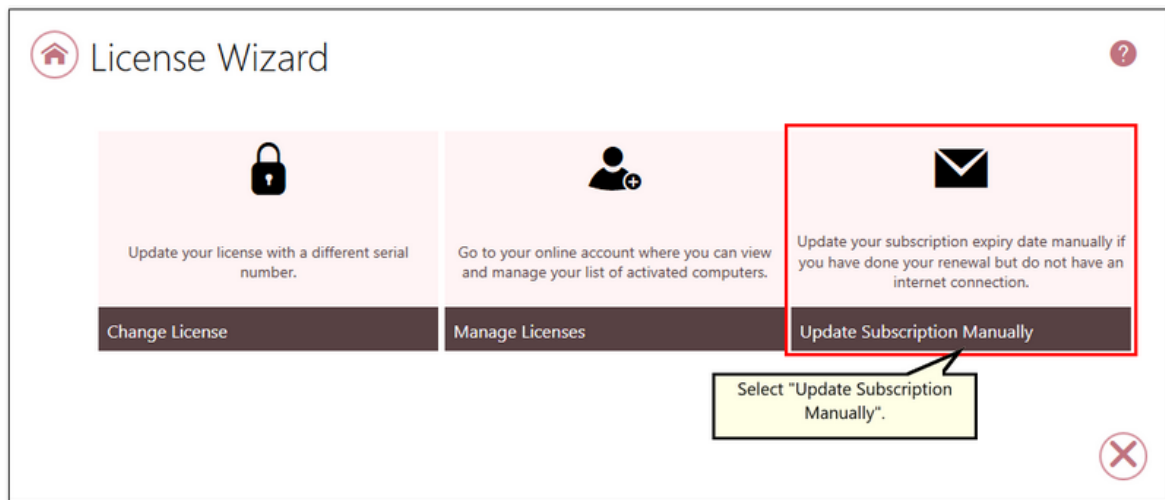 License Wizard
?
Update your license with a different serial
number.
Go to your online account where you can view
and manage your list of activated computers.
Update your subscription expiry date manually if
you have done your renewal but do not have an
internet connection.
Change License
Manage Licenses
Update Subscription Manually
Select "Update Subscription
Manually".